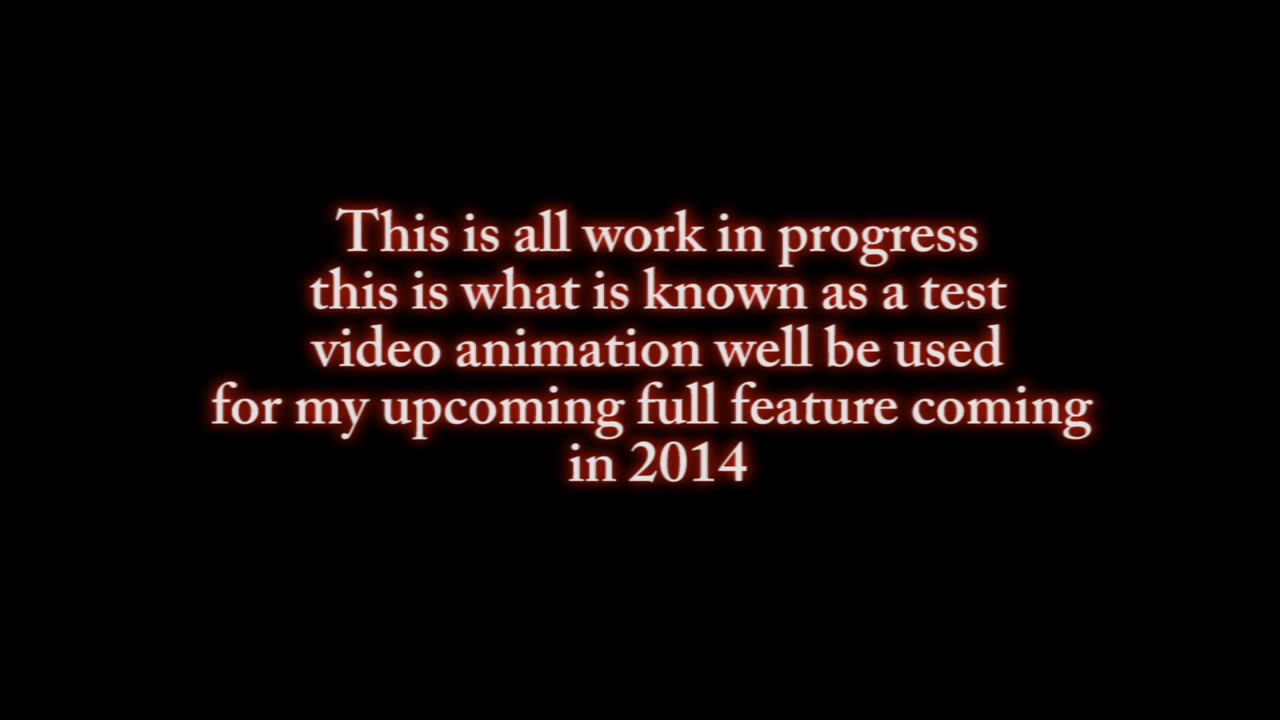 This is all work in progress
this is what is known as a test
video animation well be used
for my upcoming full feature coming
in 2014